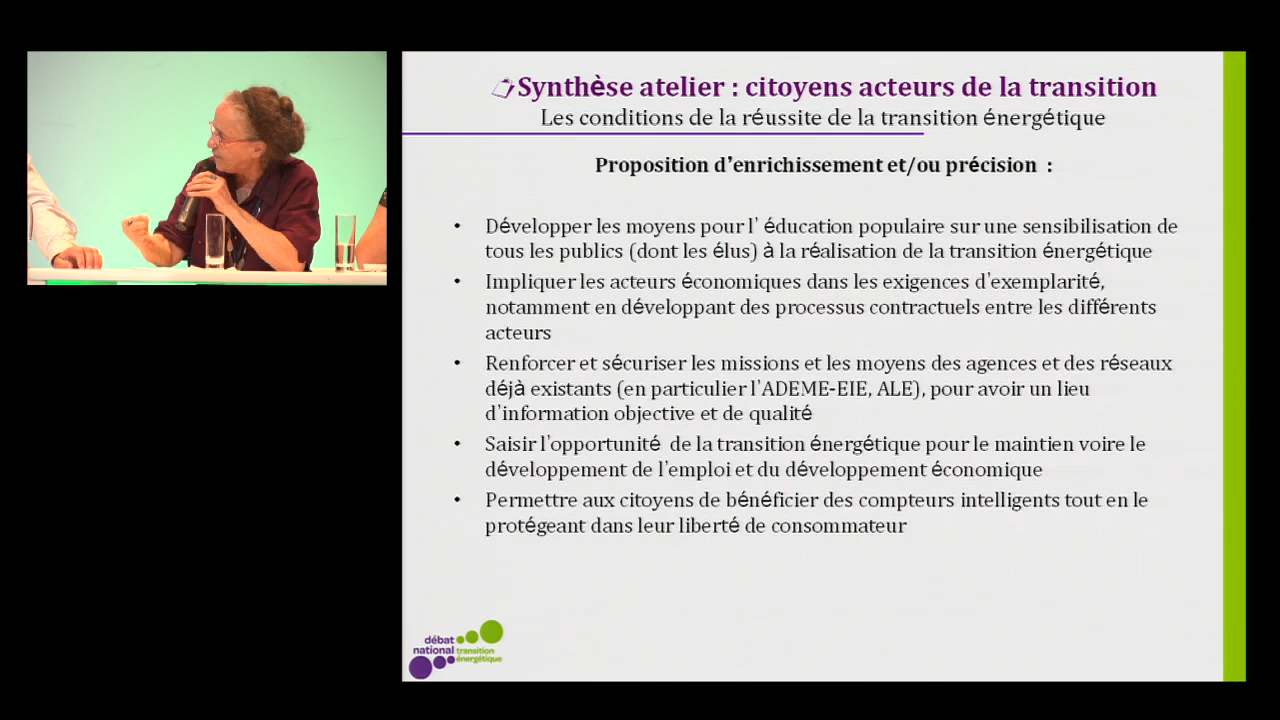 Synthèse atelier : citoyens acteurs de la transition
Les conditions de la réussite de la transition énergétique
Proposition d'enrichissement et/ou précision :
• Développer les moyens pour l' éducation populaire sur une sensibilisation de
tous les publics (dont les élus) à la réalisation de la transition énergétique
• Impliquer les acteurs économiques dans les exigences d'exemplarité,
notamment en développant des processus contractuels entre les différents
acteurs
• Renforcer et sécuriser les missions et les moyens des agences et des réseaux
déjà existants (en particulier l'ADEME-EIE, ALE), pour avoir un lieu
d'information objective et de qualité
• Saisir l'opportunité de la transition énergétique pour le maintien voire le
développement de l'emploi et du développement économique
• Permettre aux citoyens de bénéficier des compteurs intelligents tout en le
protégeant dans leur liberté de consommateur
débat
national transition
énergétique